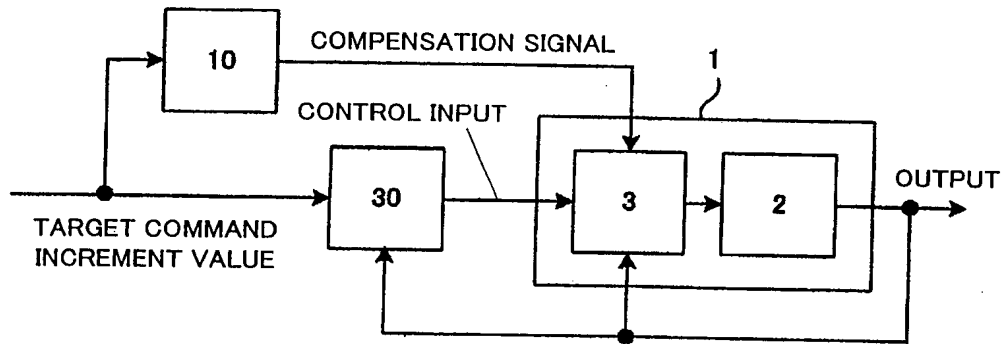 10
COMPENSATION SIGNAL
1
CONTROL INPUT
30
3
2
OUTPUT
TARGET COMMAND
INCREMENT VALUE